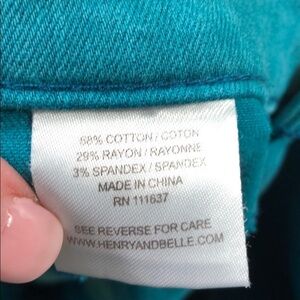 68% COTTON / COTON
29% RAYON / RAYONNE
3% SPANDEX / SPANDEX
MADE IN CHINA
RN 111637
SEE REVERSE FOR CARE
WWW.HENRYANDBELLE.COM